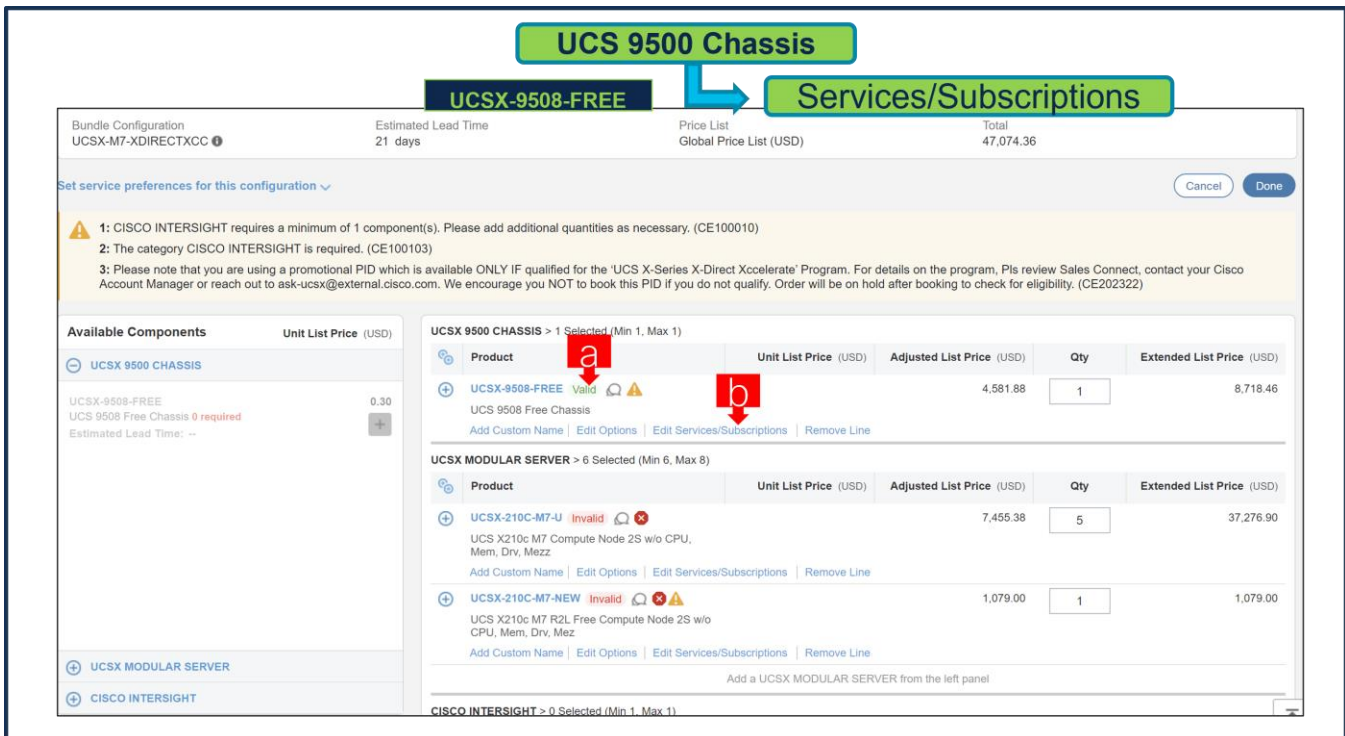 UCS 9500 Chassis
UCSX-9508-FREE
Services/Subscriptions
Bundle Configuration
UCSX-M7-XDIRECTXCC
Estimated Lead Time
21 days
Price List
Global Price List (USD)
Total
47,074.36
Set service preferences for this configuration
Cancel
Done
1: CISCO INTERSIGHT requires a minimum of 1 component(s). Please add additional quantities as necessary. (CE100010)
2: The category CISCO INTERSIGHT is required. (CE100103)
3: Please note that you are using a promotional PID which is available ONLY IF qualified for the 'UCS X-Series X-Direct Xccelerate' Program. For details on the program, Pls review Sales Connect, contact your Cisco
Account Manager or reach out to ask-ucsx@external.cisco.com. We encourage you NOT to book this PID if you do not qualify. Order will be on hold after booking to check for eligibility. (CE202322)
Available Components Unit List Price (USD)
UCSX 9500 CHASSIS
UCSX-9508-FREE 0.30
UCS 9508 Free Chassis 0 required
Estimated Lead Time: --
UCSX MODULAR SERVER
CISCO INTERSIGHT
UCSX 9500 CHASSIS > 1 Selected (Min 1, Max 1)
a
Product Unit List Price (USD) Adjusted List Price (USD) Qty Extended List Price (USD)
b
UCSX-9508-FREE Valid 4,581.88 1 8,718.46
UCS 9508 Free Chassis
Add Custom Name | Edit Options | Edit Services/Subscriptions | Remove Line
UCSX MODULAR SERVER > 6 Selected (Min 6, Max 8)
Product Unit List Price (USD) Adjusted List Price (USD) Qty Extended List Price (USD)
UCSX-210C-M7-U Invalid 7,455.38 5 37,276.90
UCS X210c M7 Compute Node 2S w/o CPU,
Mem, Drv, Mezz
Add Custom Name | Edit Options | Edit Services/Subscriptions | Remove Line
UCSX-210C-M7-NEW Invalid 1,079.00 1 1,079.00
UCS X210c M7 R2L Free Compute Node 2S w/o
CPU, Mem, Drv, Mez
Add Custom Name | Edit Options | Edit Services/Subscriptions | Remove Line
Add a UCSX MODULAR SERVER from the left panel
CISCO INTERSIGHT > 0 Selected (Min 1, Max 1)